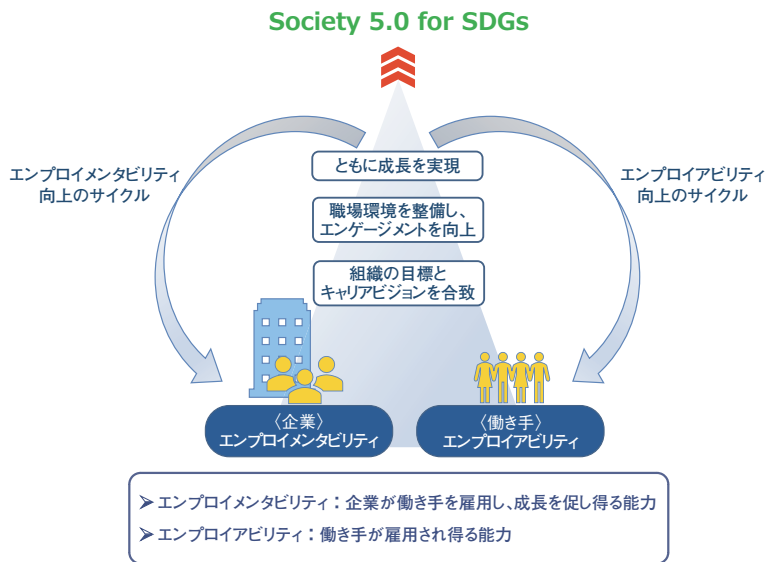 Society 5.0 for SDGs
エンプロイメンタビリティ
向上のサイクル
エンプロイアビリティ
向上のサイクル
ともに成長を実現
職場環境を整備し、
エンゲージメントを向上
組織の目標と
キャリアビジョンを合致
〈企業〉
エンプロイメンタビリティ
〈働き手〉
エンプロイアビリティ
➢ エンプロイメンタビリティ：企業が働き手を雇用し、成長を促し得る能力
➢ エンプロイアビリティ：働き手が雇用され得る能力